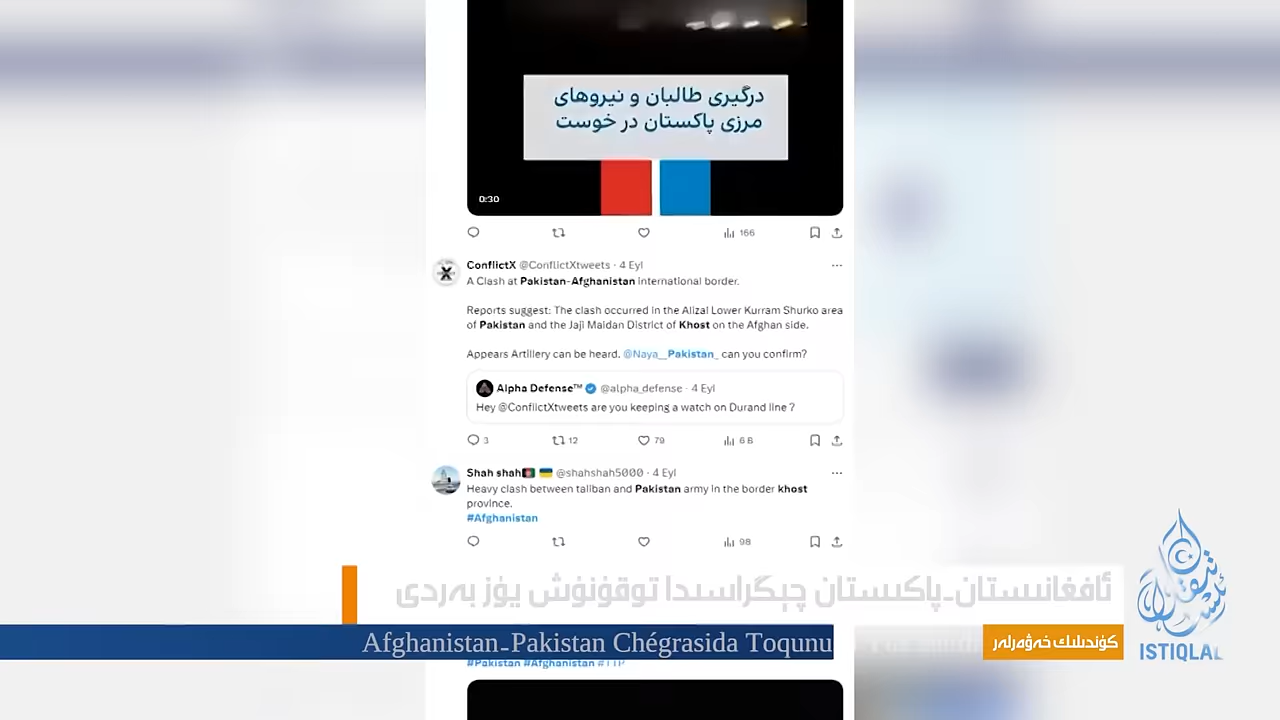 درگیری طالبان و نیروهای
مرزی پاکستان در خوست
0:30
166
ConflictX @ConflictXtweets · 4 Eyl
A Clash at Pakistan-Afghanistan international border.
Reports suggest: The clash occurred in the Alizai Lower Kurram Shurko area
of Pakistan and the Jaji Maidan District of Khost on the Afghan side.
Appears Artillery can be heard. @Naya__Pakistan_ can you confirm?
Alpha Defense™ @alpha_defense · 4 Eyl
Hey @ConflictXtweets are you keeping a watch on Durand line ?
3 12 79 6 B
Shah shah @shahshah5000 · 4 Eyl
Heavy clash between taliban and Pakistan army in the border khost
province.
#Afghanistan
98
ئافغانىستان-پاكىستان چېگراسىدا توقۇنۇش يۈز بەردى
Afghanistan-Pakistan Chégrasida Toqunu
كۈندىلىك خەۋەرلەر
#Pakistan #Afghanistan #TTP
ئىستىقلال
ISTIQLAL